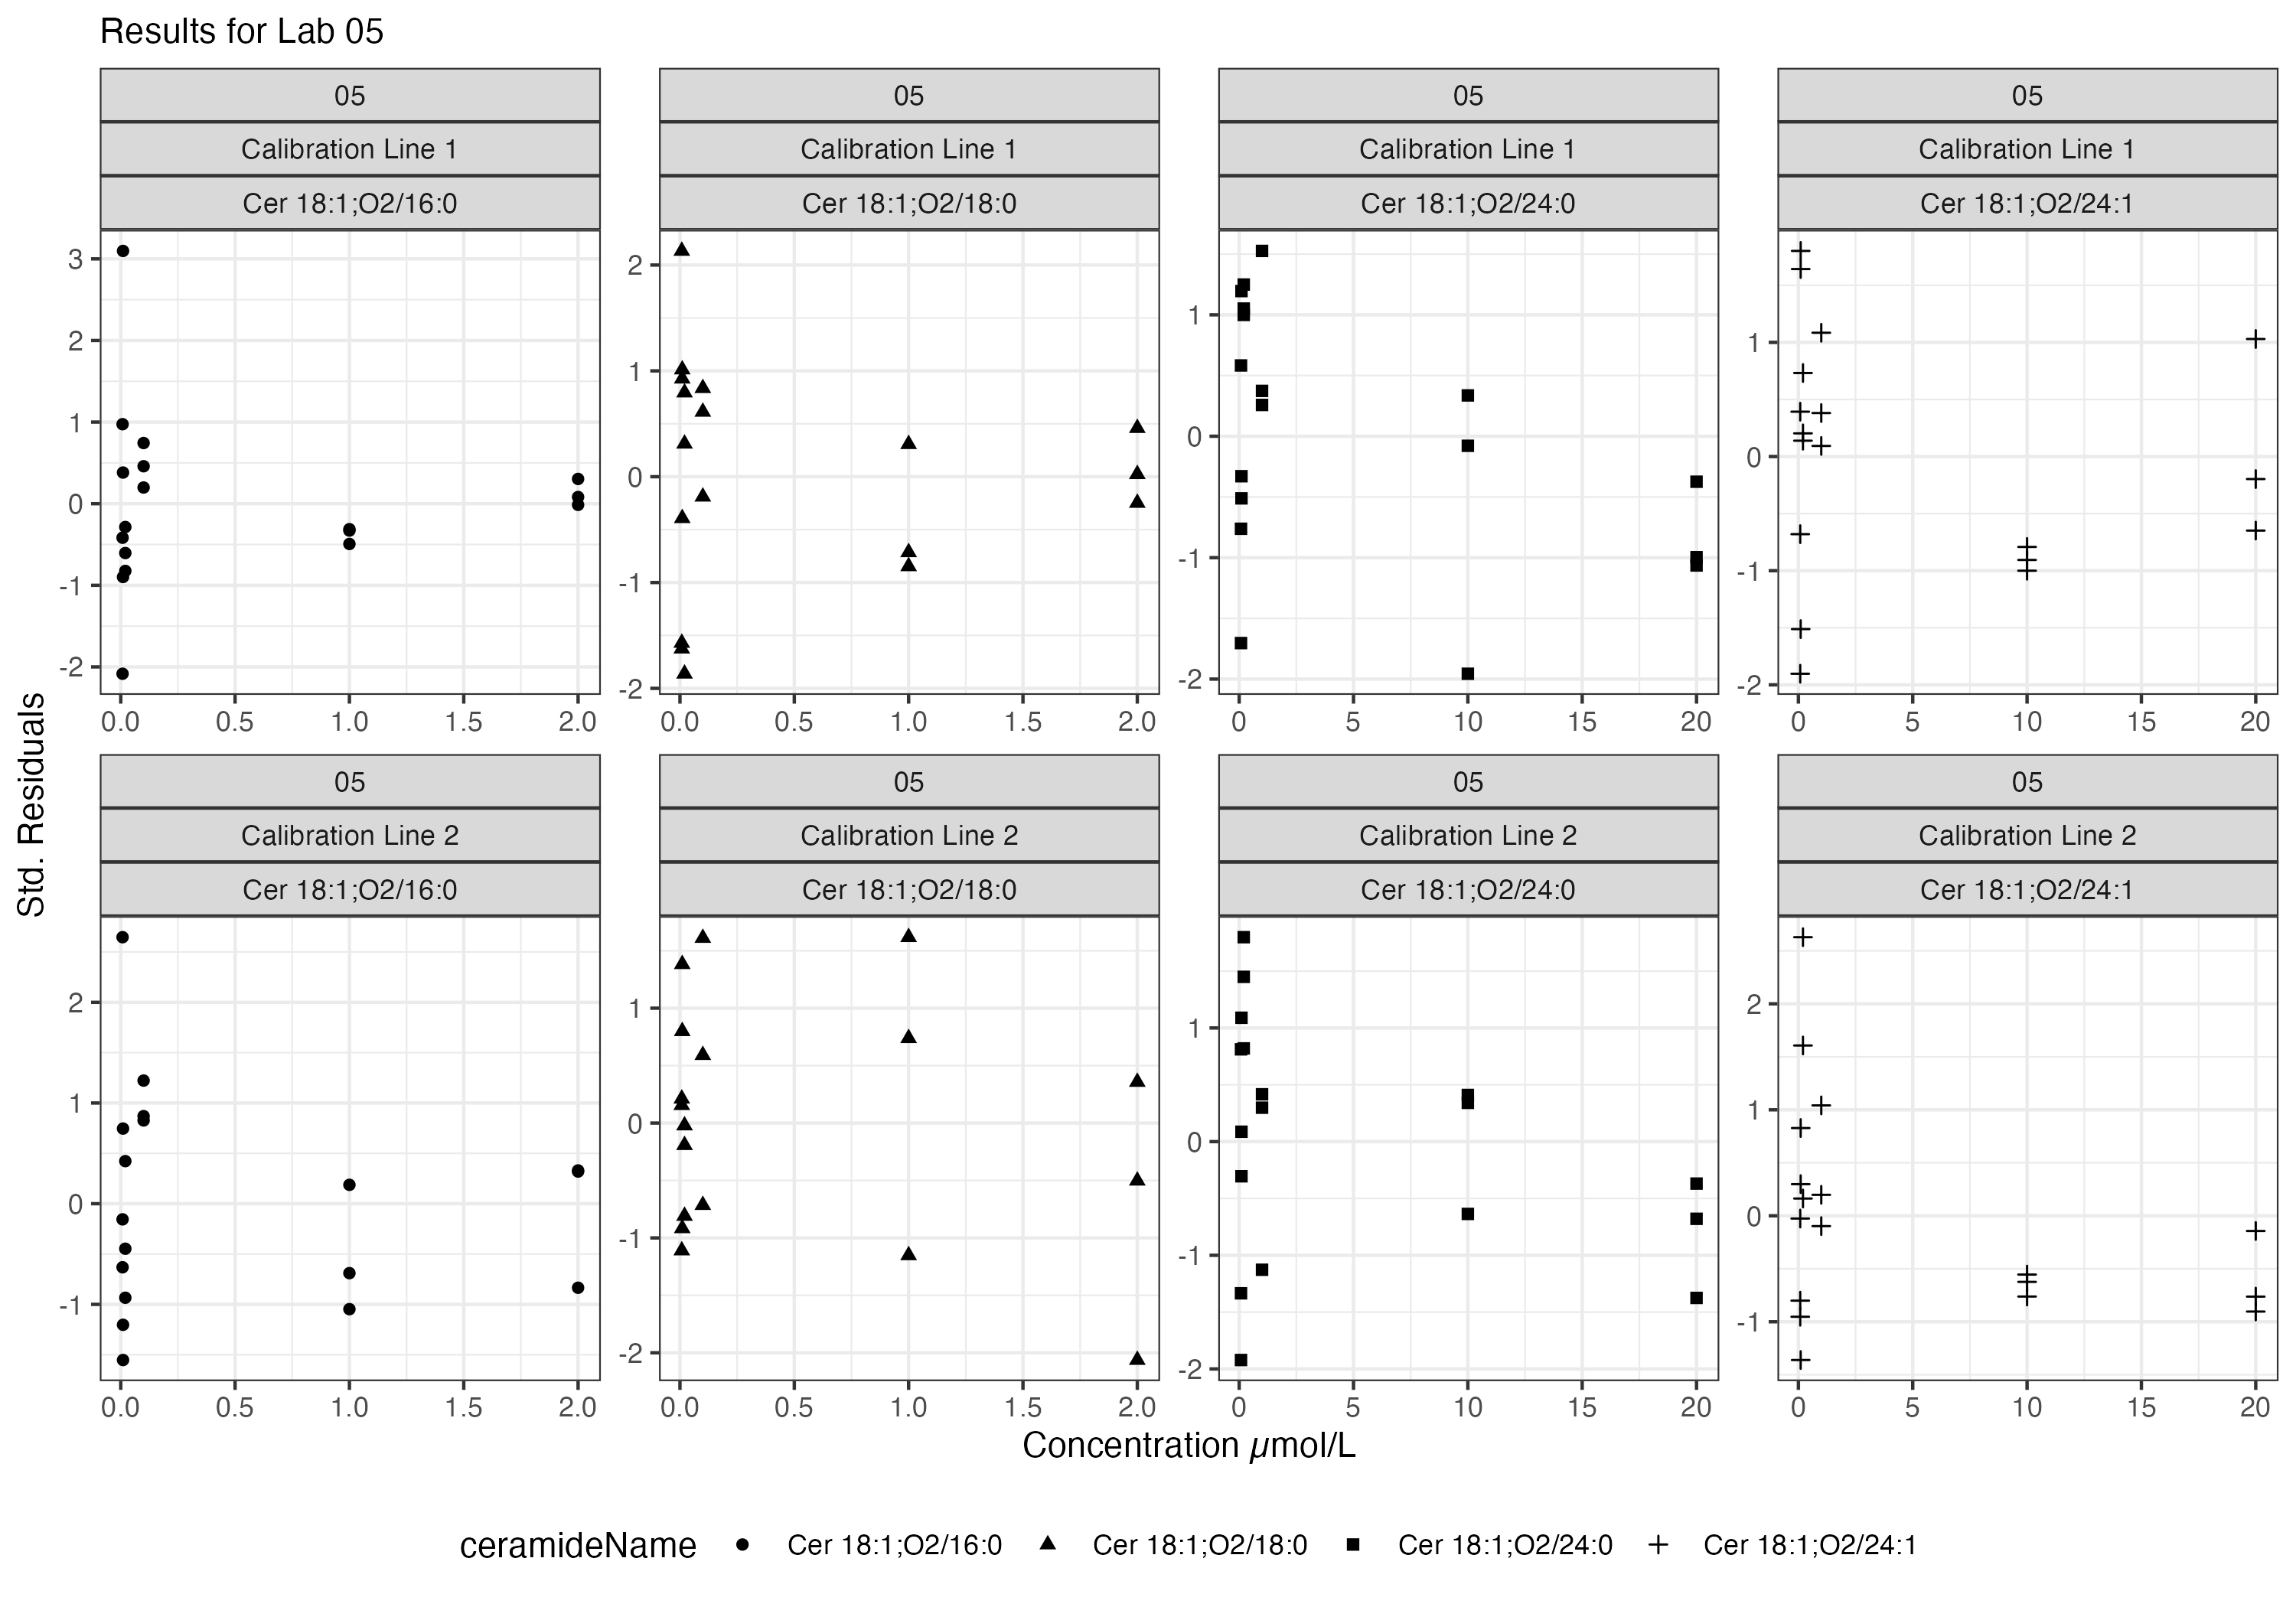 Results for Lab 05
05 05 05 05
Calibration Line 1 Calibration Line 1 Calibration Line 1 Calibration Line 1
Cer 18:1;O2/16:0 Cer 18:1;O2/18:0 Cer 18:1;O2/24:0 Cer 18:1;O2/24:1
3
2
1
0
-1
-2
0.0 0.5 1.0 1.5 2.0
2
1
0
-1
-2
0.0 0.5 1.0 1.5 2.0
1
0
-1
-2
0 5 10 15 20
1
0
-1
-2
0 5 10 15 20
Std. Residuals
05 05 05 05
Calibration Line 2 Calibration Line 2 Calibration Line 2 Calibration Line 2
Cer 18:1;O2/16:0 Cer 18:1;O2/18:0 Cer 18:1;O2/24:0 Cer 18:1;O2/24:1
2
1
0
-1
0.0 0.5 1.0 1.5 2.0
1
0
-1
-2
0.0 0.5 1.0 1.5 2.0
1
0
-1
-2
0 5 10 15 20
2
1
0
-1
0 5 10 15 20
Concentration µmol/L
ceramideName Cer 18:1;O2/16:0 Cer 18:1;O2/18:0 Cer 18:1;O2/24:0 Cer 18:1;O2/24:1